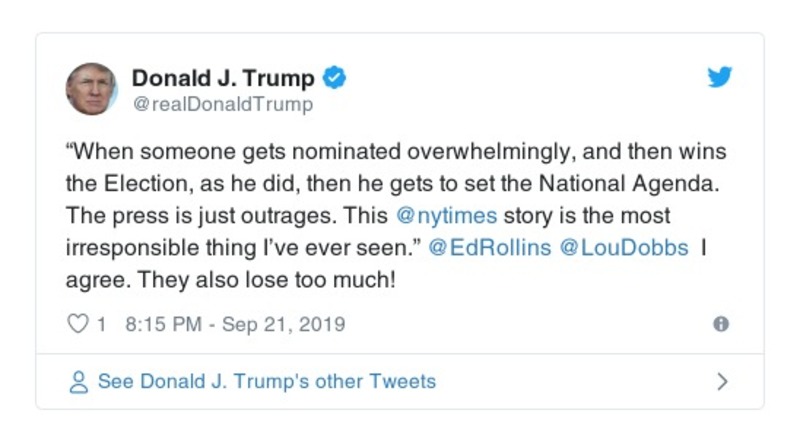 Donald J. Trump
@realDonaldTrump
“When someone gets nominated overwhelmingly, and then wins
the Election, as he did, then he gets to set the National Agenda.
The press is just outrages. This @nytimes story is the most
irresponsible thing I’ve ever seen.” @EdRollins @LouDobbs I
agree. They also lose too much!
1 8:15 PM - Sep 21, 2019
See Donald J. Trump's other Tweets